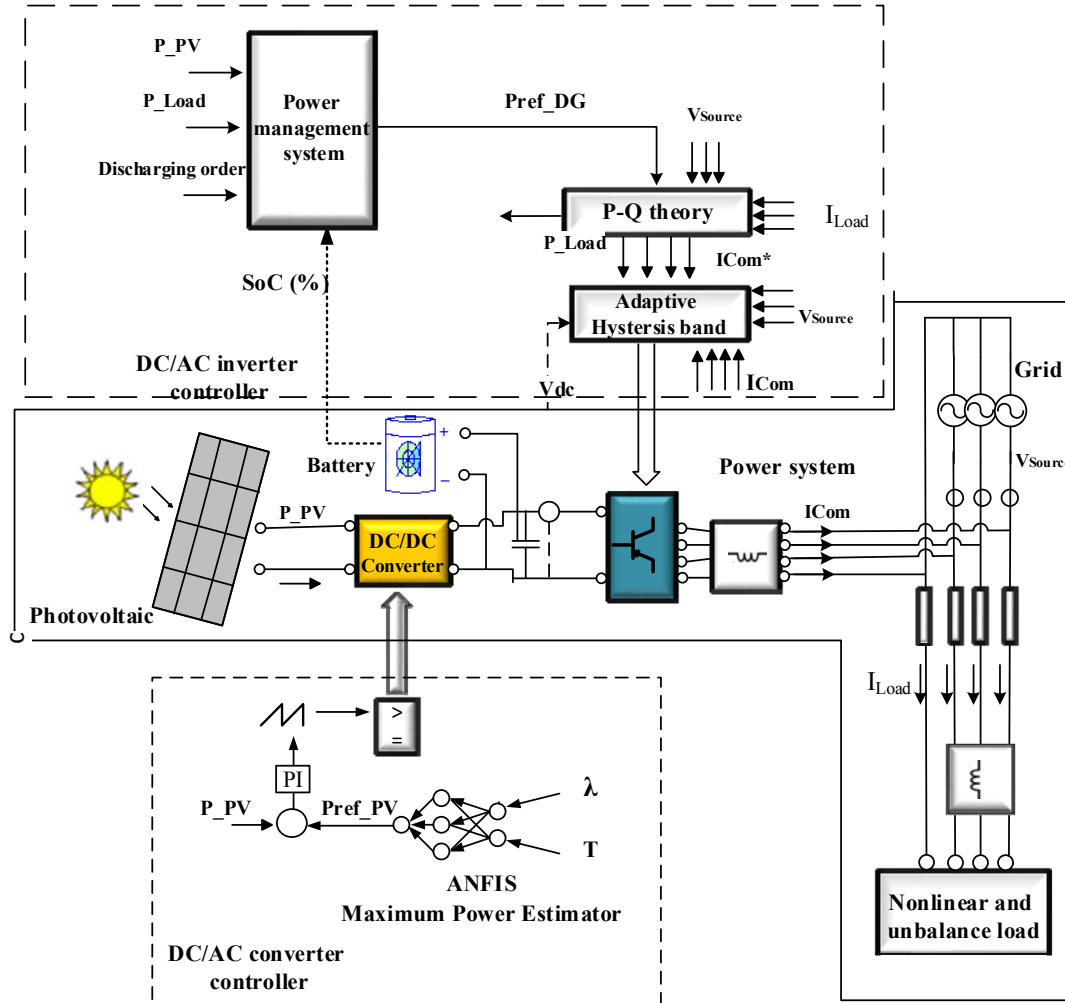 P_PV
P_Load
Discharging order
Power
management
system
Pref_DG
VSource
P-Q theory
ILoad
P_Load
ICom*
SoC (%)
Adaptive
Hystersis band
VSource
ICom
DC/AC inverter
controller
Vdc
Grid
Battery
+
−
Power system
VSource
P_PV
DC/DC
Converter
ICom
Photovoltaic
C
ILoad
>
=
PI
P_PV
Pref_PV
λ
T
ANFIS
Maximum Power Estimator
DC/AC converter
controller
Nonlinear and
unbalance load